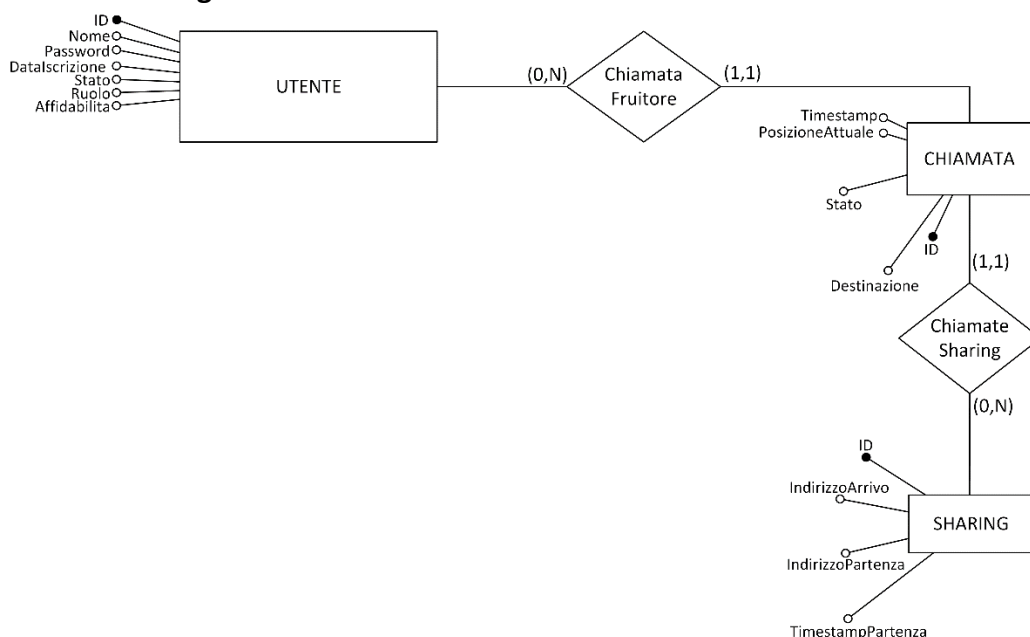 ID
Nome
Password
DataIscrizione
Stato
Ruolo
Affidabilita
UTENTE
(0,N)
Chiamata
Fruitore
(1,1)
Timestamp
PosizioneAttuale
CHIAMATA
Stato
ID
Destinazione
(1,1)
Chiamate
Sharing
(0,N)
ID
IndirizzoArrivo
SHARING
IndirizzoPartenza
TimestampPartenza